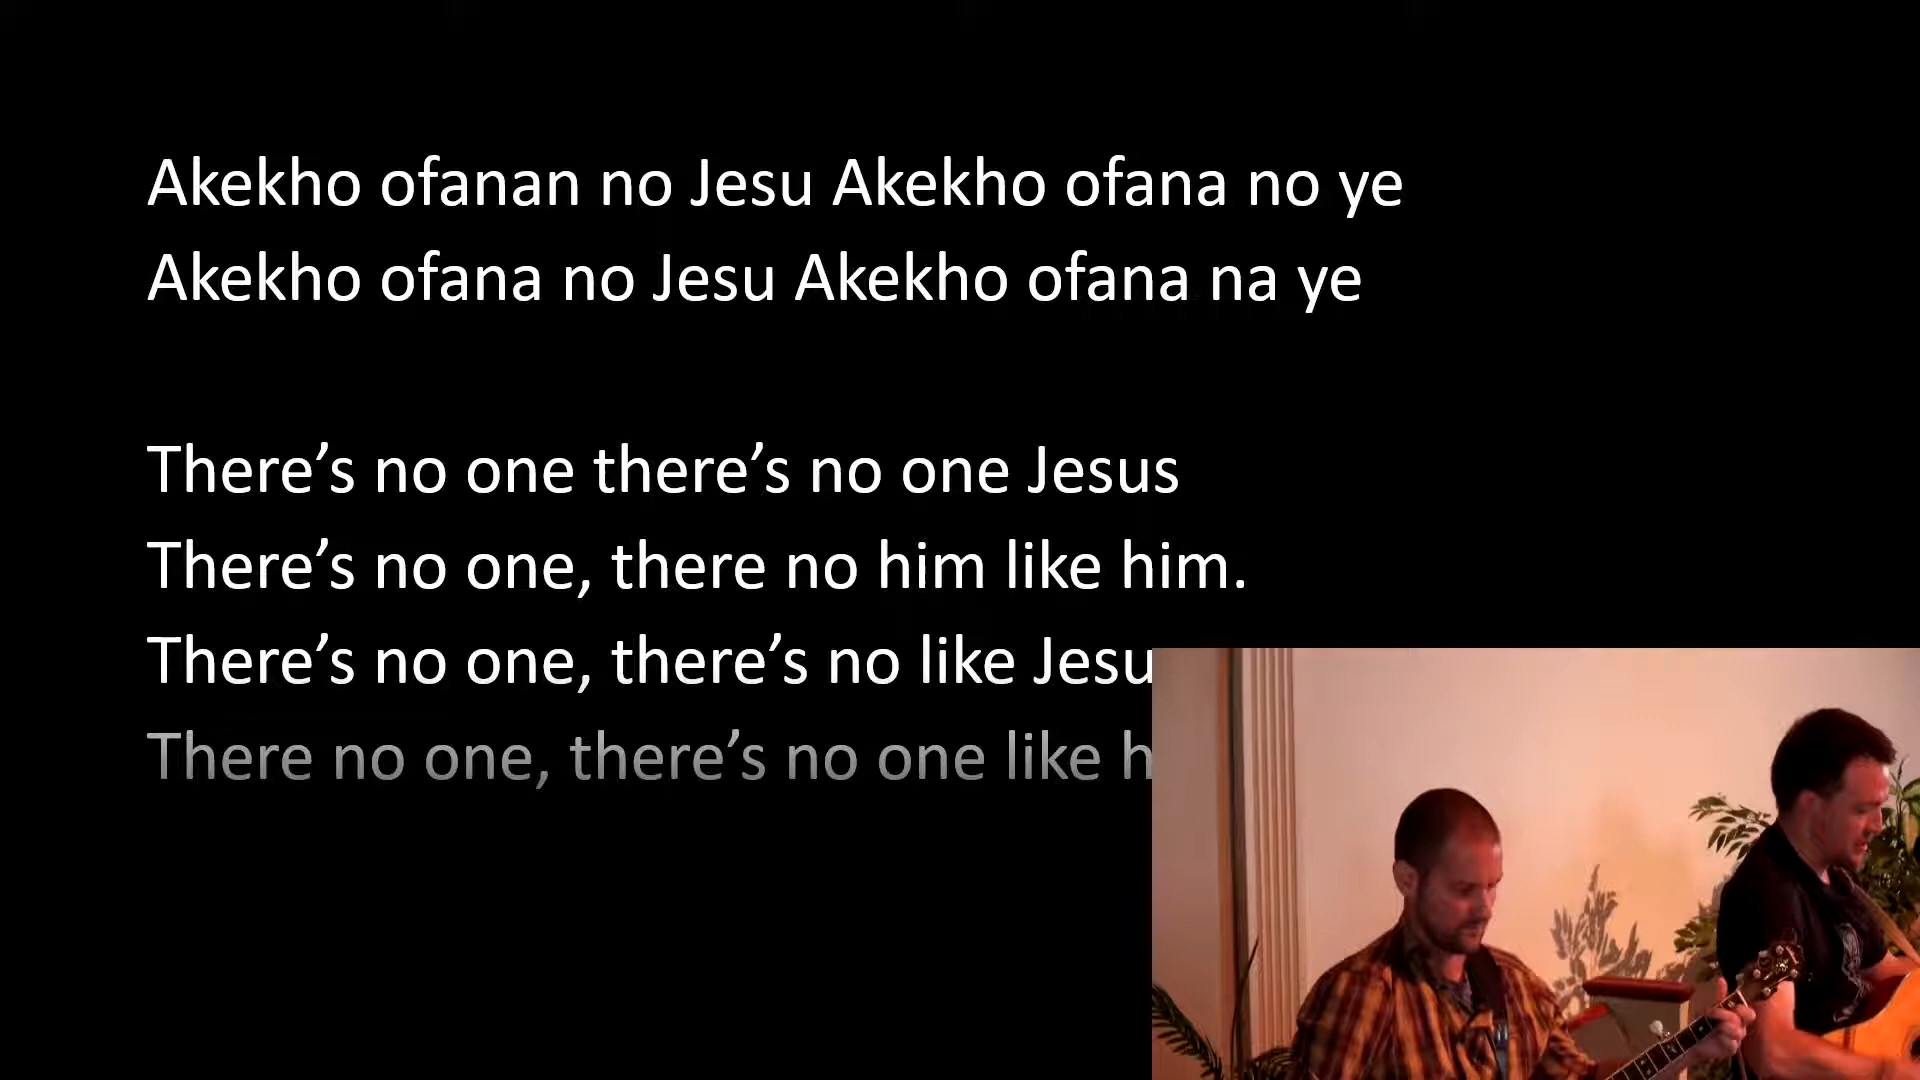 Akekho ofanan no Jesu Akekho ofana no ye
Akekho ofana no Jesu Akekho ofana na ye
There’s no one there’s no one Jesus
There’s no one, there no him like him.
There’s no one, there’s no like Jesu
There no one, there’s no one like h